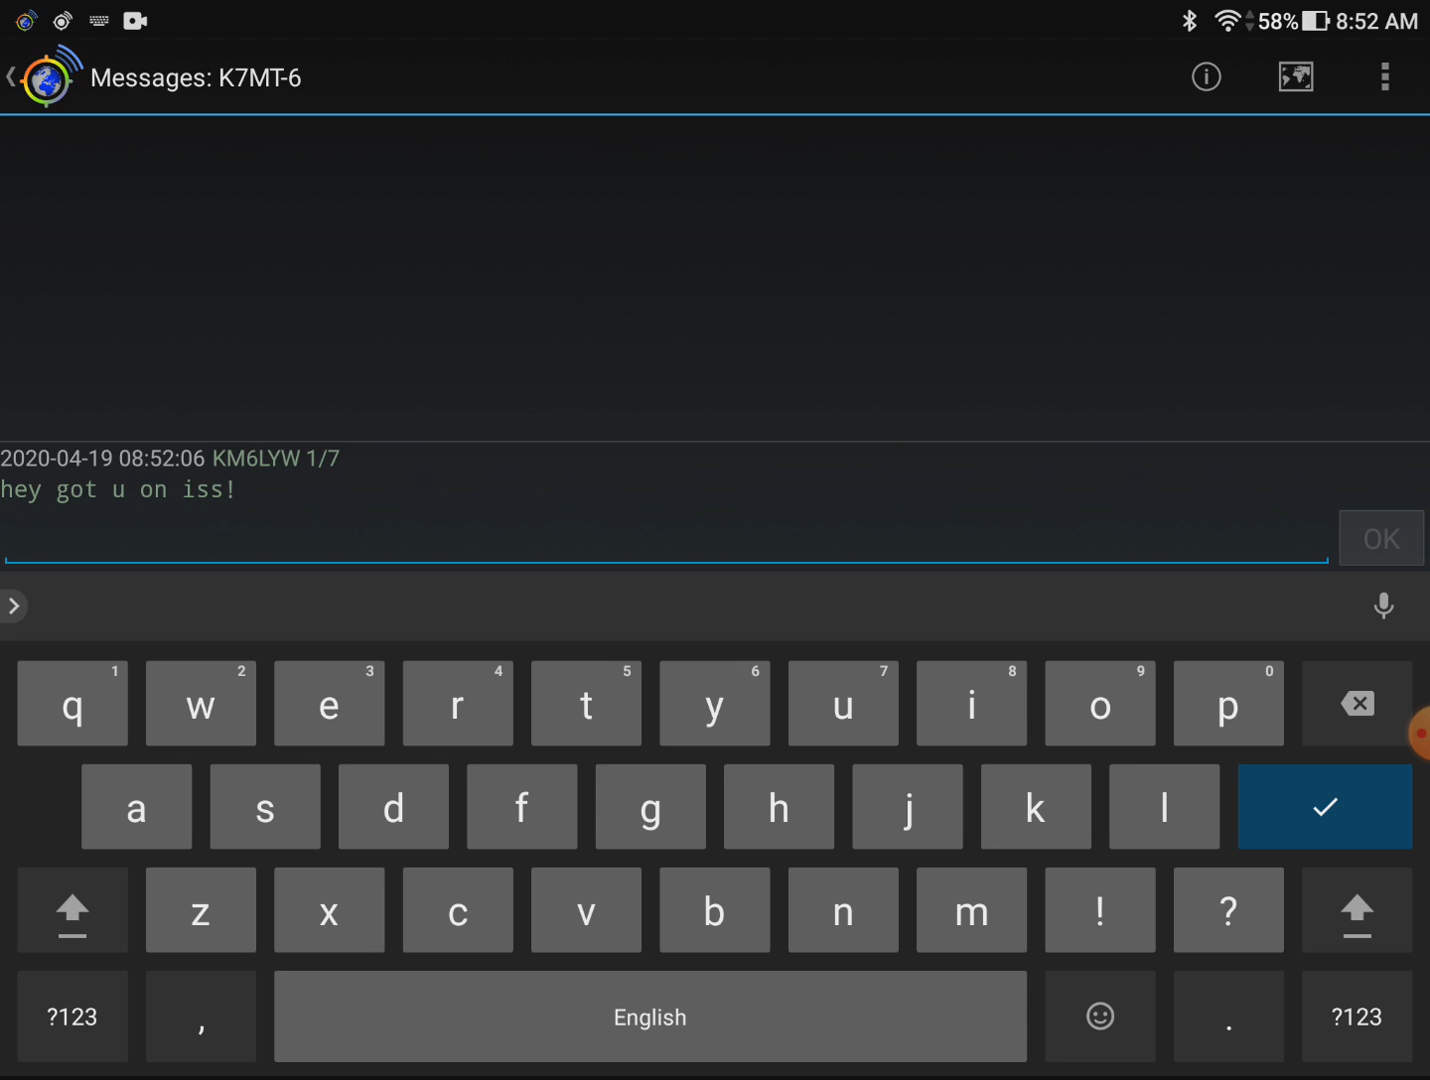 58% 8:52 AM
Messages: K7MT-6
2020-04-19 08:52:06 KM6LYW 1/7
hey got u on iss!
OK
1 2 3 4 5 6 7 8 9 0
q w e r t y u i o p
a s d f g h j k l
z x c v b n m ! ?
?123 , English . ?123